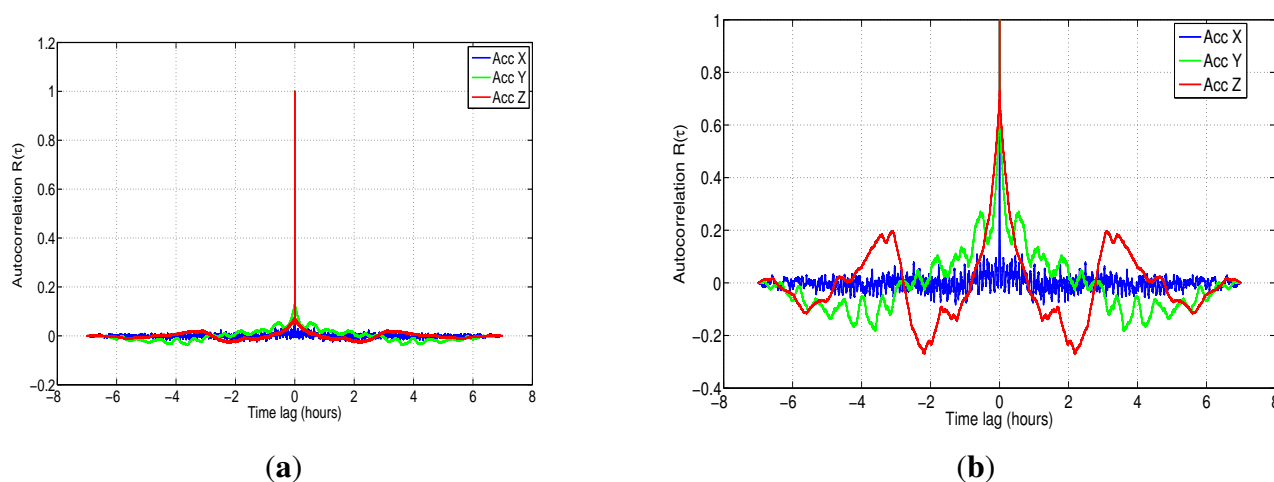 1.2
1
0.8
0.6
0.4
0.2
0
−0.2
Autocorrelation R(τ)
−8 −6 −4 −2 0 2 4 6 8
Time lag (hours)
Acc X
Acc Y
Acc Z
(a)
1
0.8
0.6
0.4
0.2
0
−0.2
−0.4
Autocorrelation R(τ)
−8 −6 −4 −2 0 2 4 6 8
Time lag (hours)
Acc X
Acc Y
Acc Z
(b)